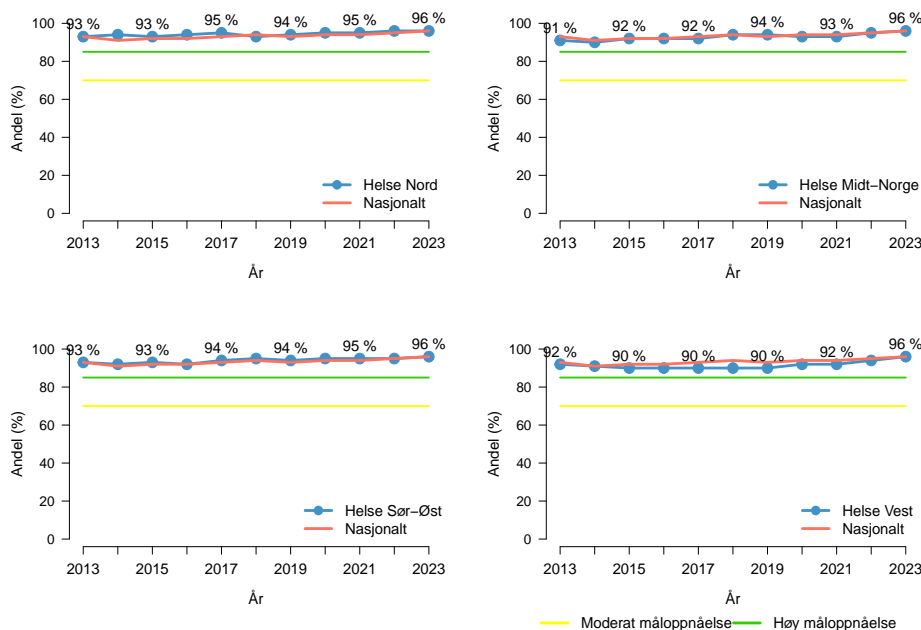 93 % 93 % 95 % 94 % 95 % 96 %
100
80
60
40
20
0
Andel (%)
Helse Nord
Nasjonalt
2013 2015 2017 2019 2021 2023
År
91 % 92 % 92 % 94 % 93 % 96 %
100
80
60
40
20
0
Andel (%)
Helse Midt−Norge
Nasjonalt
2013 2015 2017 2019 2021 2023
År
93 % 93 % 94 % 94 % 95 % 96 %
100
80
60
40
20
0
Andel (%)
Helse Sør−Øst
Nasjonalt
2013 2015 2017 2019 2021 2023
År
92 % 90 % 90 % 90 % 92 % 96 %
100
80
60
40
20
0
Andel (%)
Helse Vest
Nasjonalt
2013 2015 2017 2019 2021 2023
År
Moderat måloppnåelse Høy måloppnåelse